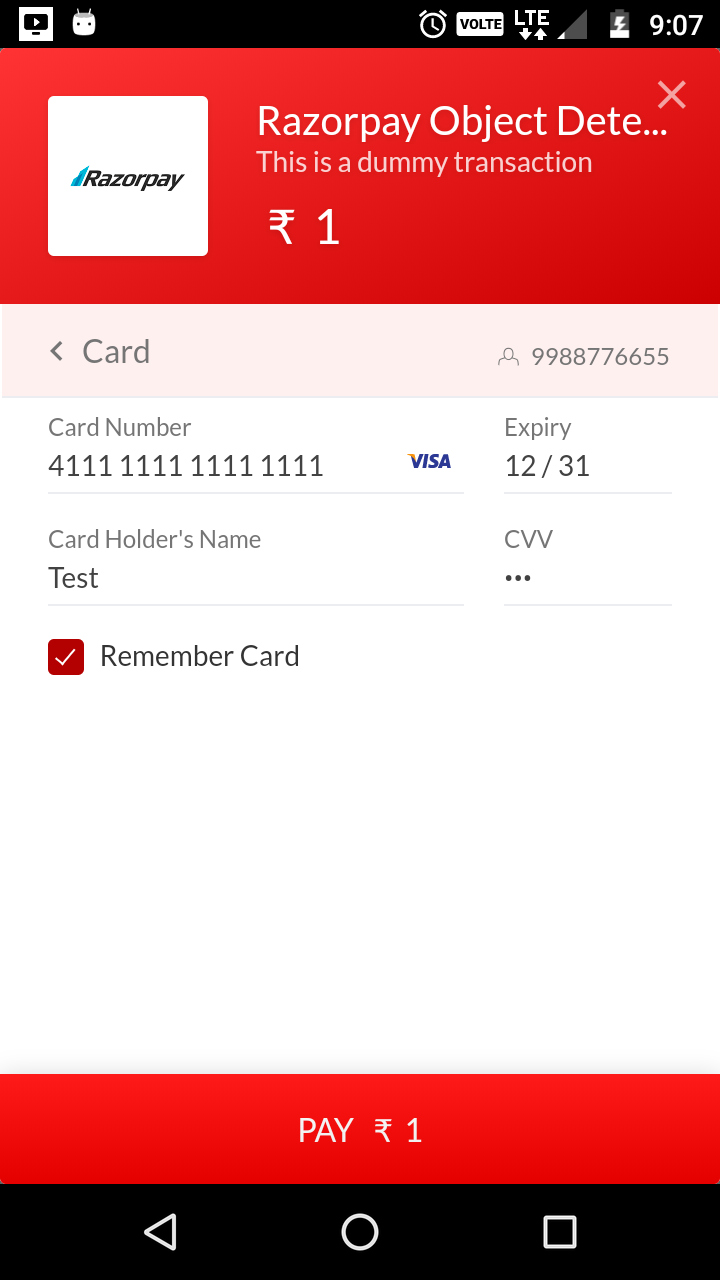 VOLTE LTE 9:07
Razorpay Object Dete...
Razorpay
This is a dummy transaction
₹ 1
Card 9988776655
Card Number Expiry
4111 1111 1111 1111 VISA 12 / 31
Card Holder's Name CVV
Test •••
Remember Card
PAY ₹ 1